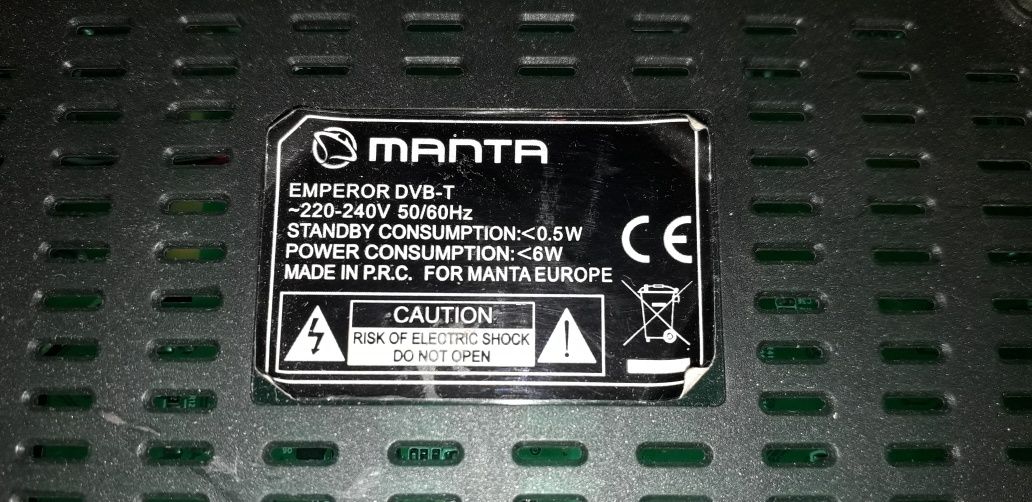 MANTA
EMPEROR DVB-T
~220-240V 50/60Hz
STANDBY CONSUMPTION:<0.5W
POWER CONSUMPTION:<6W
MADE IN P.R.C. FOR MANTA EUROPE
CE
CAUTION
RISK OF ELECTRIC SHOCK
DO NOT OPEN